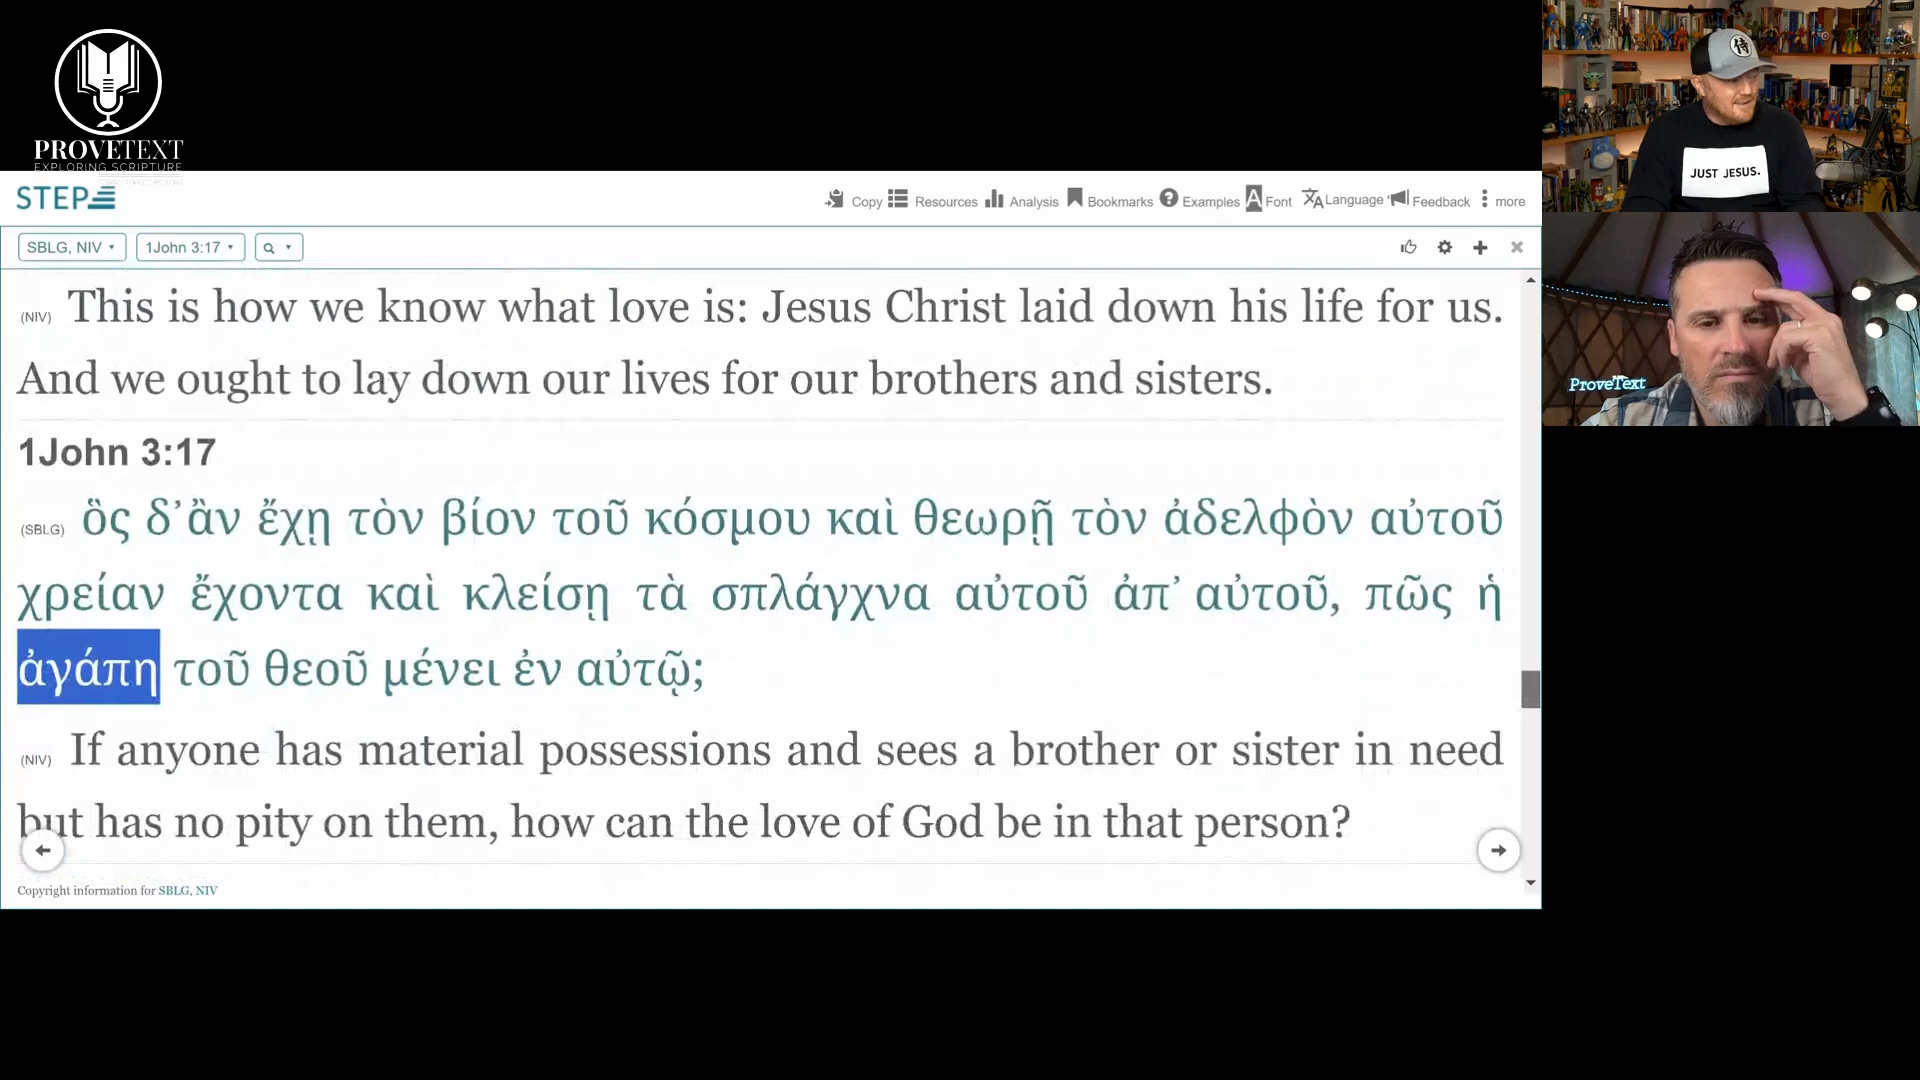 PROVETEXT
EXPLORING SCRIPTURE
STEP
Copy Resources Analysis Bookmarks Examples A Font Language Feedback more
SBLG, NIV 1John 3:17
(NIV) This is how we know what love is: Jesus Christ laid down his life for us.
And we ought to lay down our lives for our brothers and sisters.
1John 3:17
(SBLG) ὃς δ’ ἂν ἔχῃ τὸν βίον τοῦ κόσμου καὶ θεωρῇ τὸν ἀδελφὸν αὐτοῦ
χρείαν ἔχοντα καὶ κλείσῃ τὰ σπλάγχνα αὐτοῦ ἀπ’ αὐτοῦ, πῶς ἡ
ἀγάπη τοῦ θεοῦ μένει ἐν αὐτῷ;
(NIV) If anyone has material possessions and sees a brother or sister in need
but has no pity on them, how can the love of God be in that person?
Copyright information for SBLG, NIV
侍
JUST JESUS.
ProveText